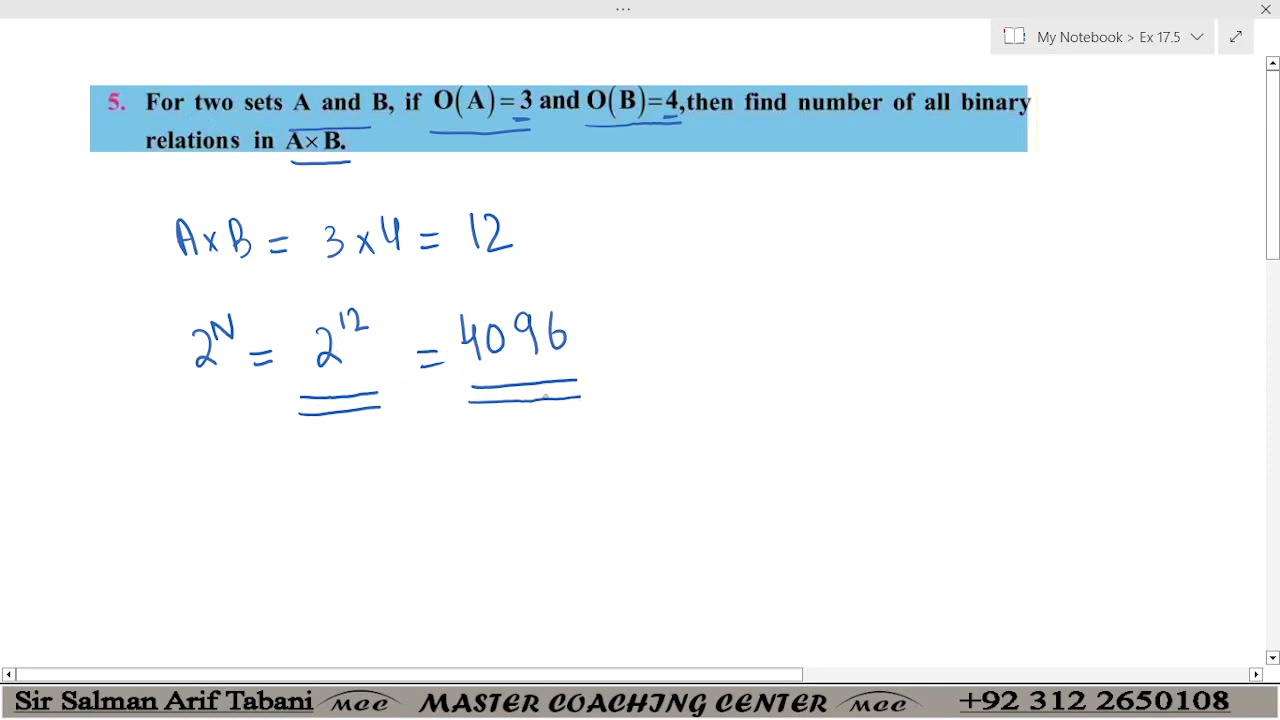 ...
My Notebook > Ex 17.5
5. For two sets A and B, if O(A)=3 and O(B)=4,then find number of all binary
relations in A×B.
A×B = 3×4 = 12
2^N = 2^12 = 4096
Sir Salman Arif Tabani mcc MASTER COACHING CENTER mcc +92 312 2650108